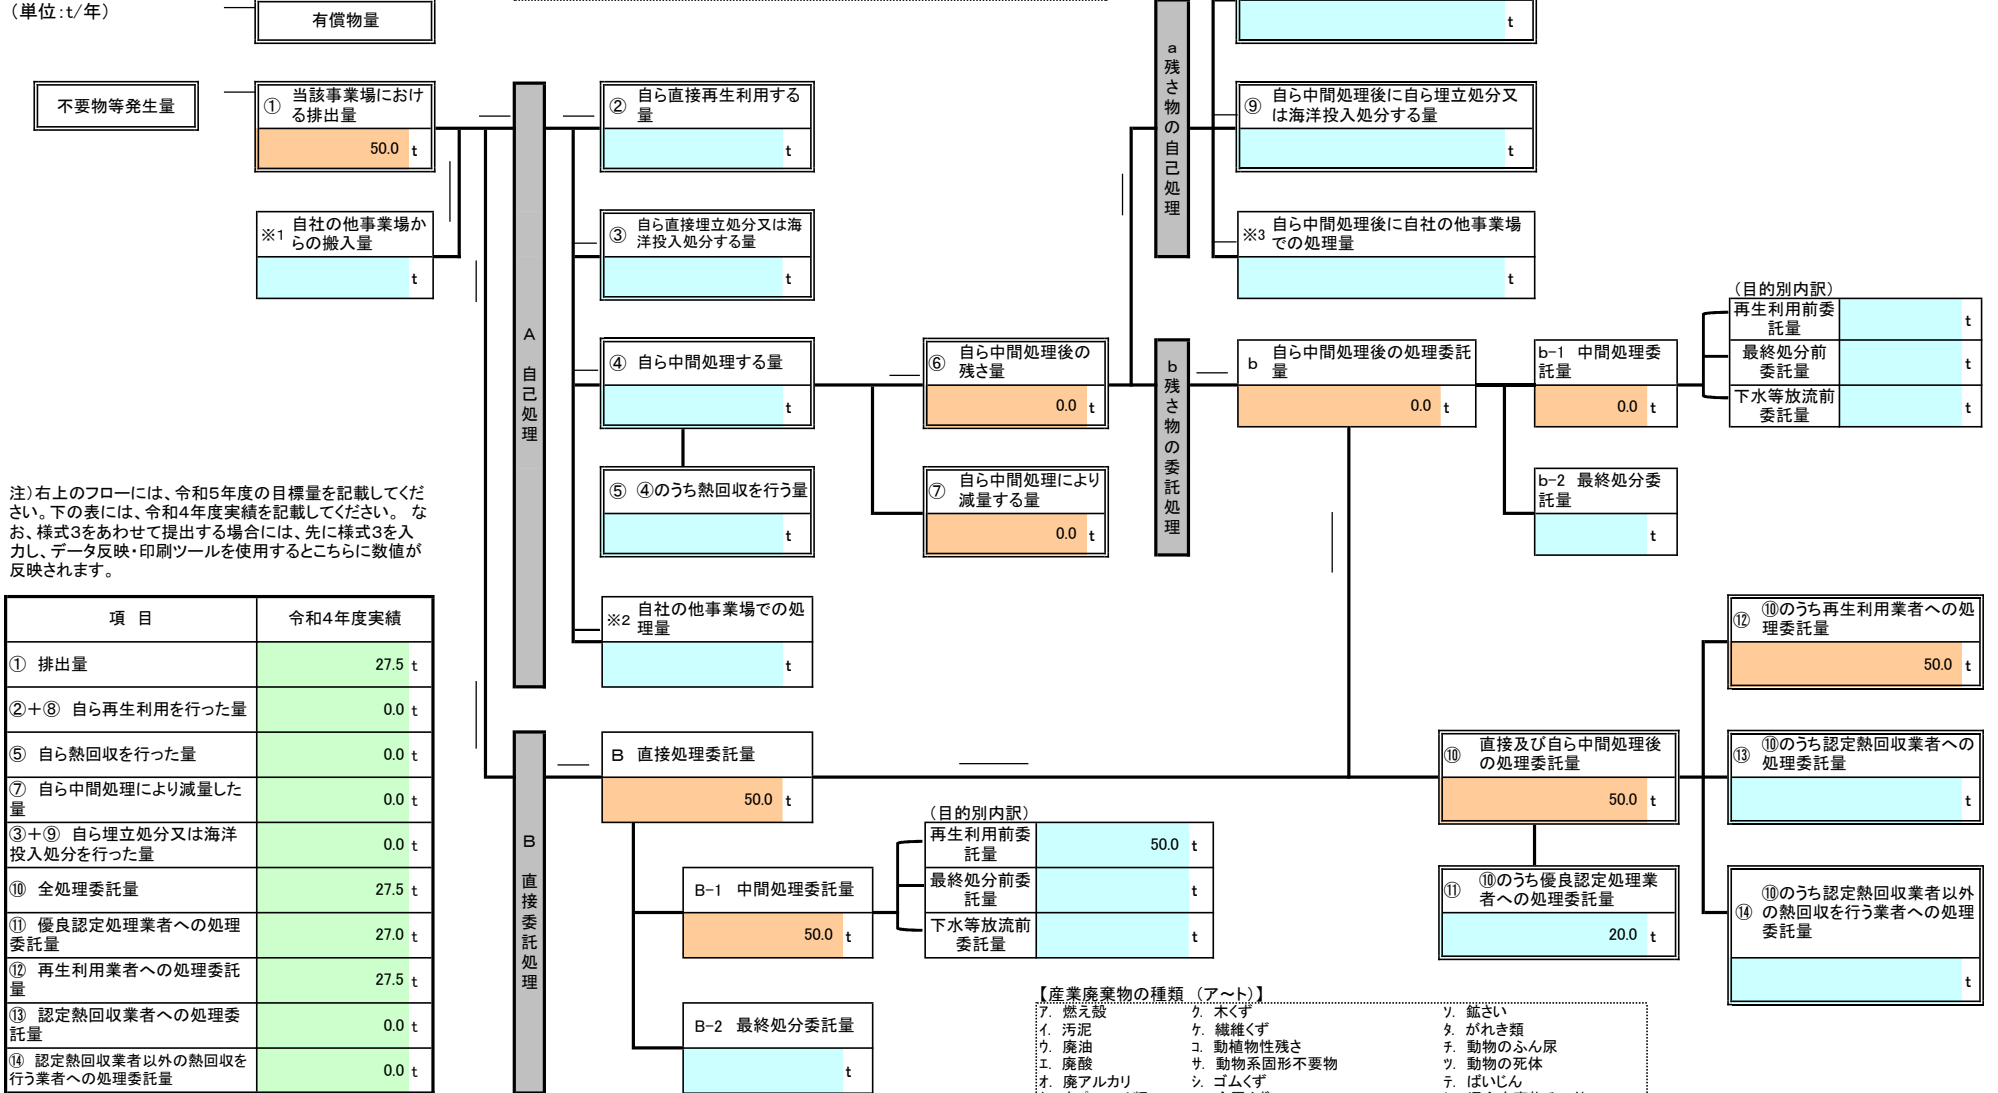 （単位:t/年）
有償物量
t
不要物等発生量
① 当該事業場におけ
る排出量
50.0 t
※1 自社の他事業場か
らの搬入量
t
A 自己処理
② 自ら直接再生利用する
量
t
③ 自ら直接埋立処分又は海
洋投入処分する量
t
④ 自ら中間処理する量
t
⑤ ④のうち熱回収を行う量
t
※2 自社の他事業場での処
理量
t
⑥ 自ら中間処理後の
残さ量
0.0 t
⑦ 自ら中間処理により
減量する量
0.0 t
a 残さ物の自己処理
⑨ 自ら中間処理後に自ら埋立処分又
は海洋投入処分する量
t
※3 自ら中間処理後に自社の他事業場
での処理量
t
b 残さ物の委託処理
b 自ら中間処理後の処理委託
量
0.0 t
b-1 中間処理委
託量
0.0 t
（目的別内訳）
再生利用前委
託量
t
最終処分前
委託量
t
下水等放流前
委託量
t
b-2 最終処分委
託量
t
注）右上のフローには、令和5年度の目標量を記載してくだ
さい。下の表には、令和4年度実績を記載してください。 な
お、様式3をあわせて提出する場合には、先に様式3を入
力し、データ反映・印刷ツールを使用するとこちらに数値が
反映されます。
項 目 令和4年度実績
① 排出量 27.5 t
②+⑧ 自ら再生利用を行った量 0.0 t
⑤ 自ら熱回収を行った量 0.0 t
⑦ 自ら中間処理により減量した
量 0.0 t
③+⑨ 自ら埋立処分又は海洋
投入処分を行った量 0.0 t
⑩ 全処理委託量 27.5 t
⑪ 優良認定処理業者への処理
委託量 27.0 t
⑫ 再生利用業者への処理委託
量 27.5 t
⑬ 認定熱回収業者への処理委
託量 0.0 t
⑭ 認定熱回収業者以外の熱回収を
行う業者への処理委託量 0.0 t
B 直接委託処理
B 直接処理委託量
50.0 t
B-1 中間処理委託量
50.0 t
（目的別内訳）
再生利用前委
託量
50.0 t
最終処分前委
託量
t
下水等放流前
委託量
t
B-2 最終処分委託量
t
⑩ 直接及び自ら中間処理後
の処理委託量
50.0 t
⑪ ⑩のうち優良認定処理業
者への処理委託量
20.0 t
⑫ ⑩のうち再生利用業者への処
理委託量
50.0 t
⑬ ⑩のうち認定熱回収業者への
処理委託量
t
⑭ ⑩のうち認定熱回収業者以外
の熱回収を行う業者への処理
委託量
t
【産業廃棄物の種類 （ア～ト）】
ア. 燃え殻 ク. 木くず ソ. 鉱さい
イ. 汚泥 ケ. 繊維くず タ. がれき類
ウ. 廃油 コ. 動植物性残さ チ. 動物のふん尿
エ. 廃酸 サ. 動物系固形不要物 ツ. 動物の死体
オ. 廃アルカリ シ. ゴムくず テ. ばいじん